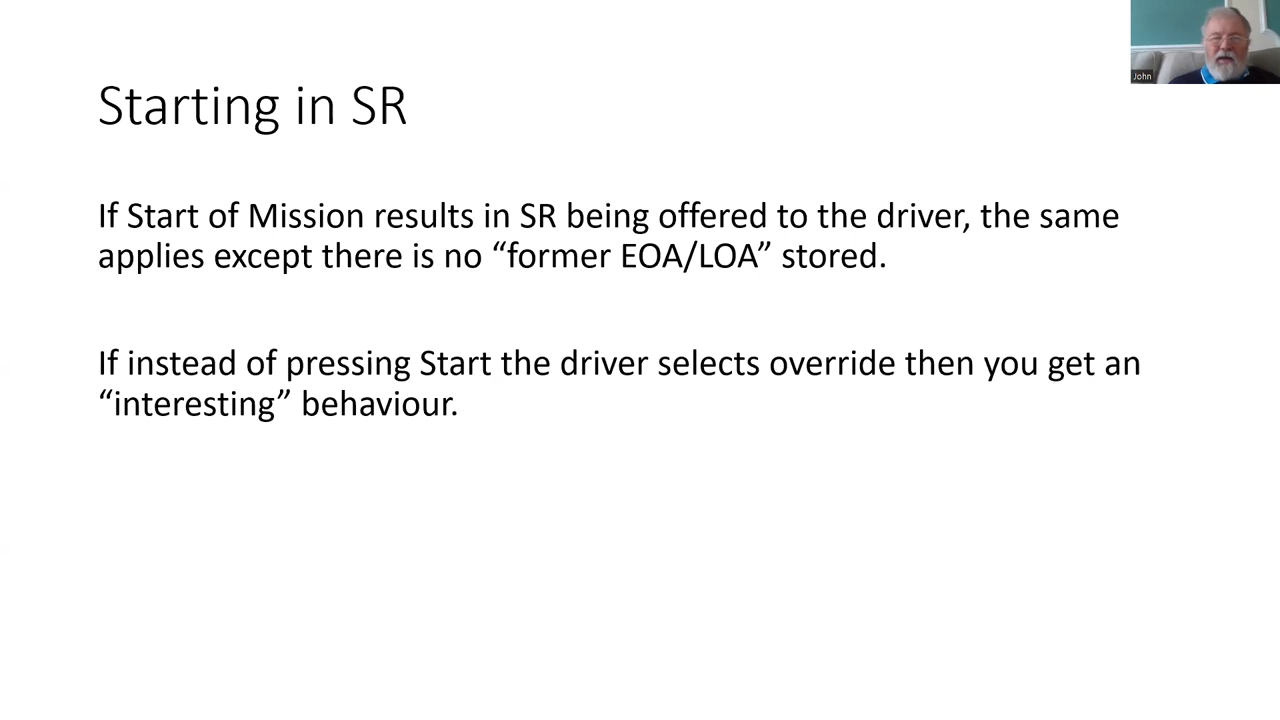 John
Starting in SR
If Start of Mission results in SR being offered to the driver, the same
applies except there is no “former EOA/LOA” stored.
If instead of pressing Start the driver selects override then you get an
“interesting” behaviour.